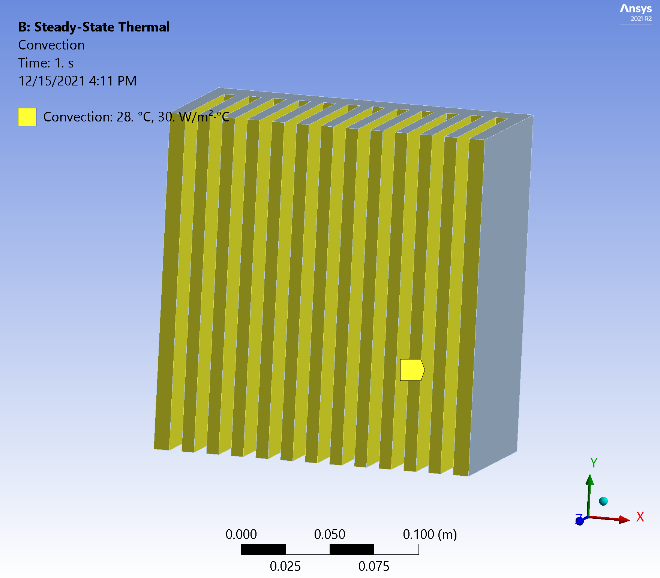 B: Steady-State Thermal
Convection
Time: 1. s
12/15/2021 4:11 PM
Convection: 28. °C, 30. W/m²·°C
Ansys
2021 R2
Y
X
Z
0.000 0.050 0.100 (m)
0.025 0.075